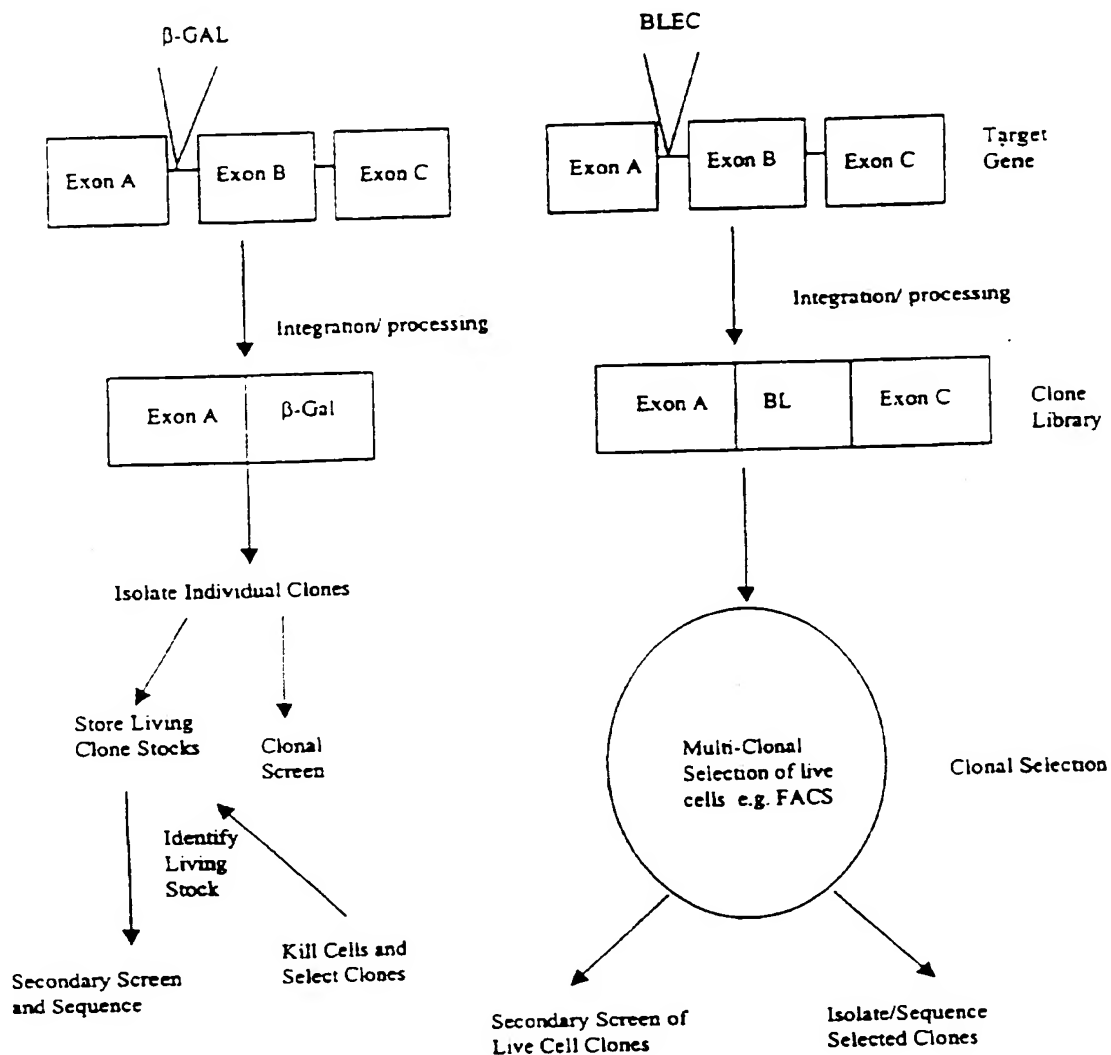 β-GAL
Exon A
Exon B
Exon C
Integration/ processing
Exon A
β-Gal
Isolate Individual Clones
Store Living
Clone Stocks
Clonal
Screen
Identify
Living
Stock
Kill Cells and
Select Clones
Secondary Screen
and Sequence
BLEC
Exon A
Exon B
Exon C
Target
Gene
Integration/ processing
Exon A
BL
Exon C
Clone
Library
Multi-Clonal
Selection of live
cells e.g. FACS
Clonal Selection
Secondary Screen of
Live Cell Clones
Isolate/Sequence
Selected Clones